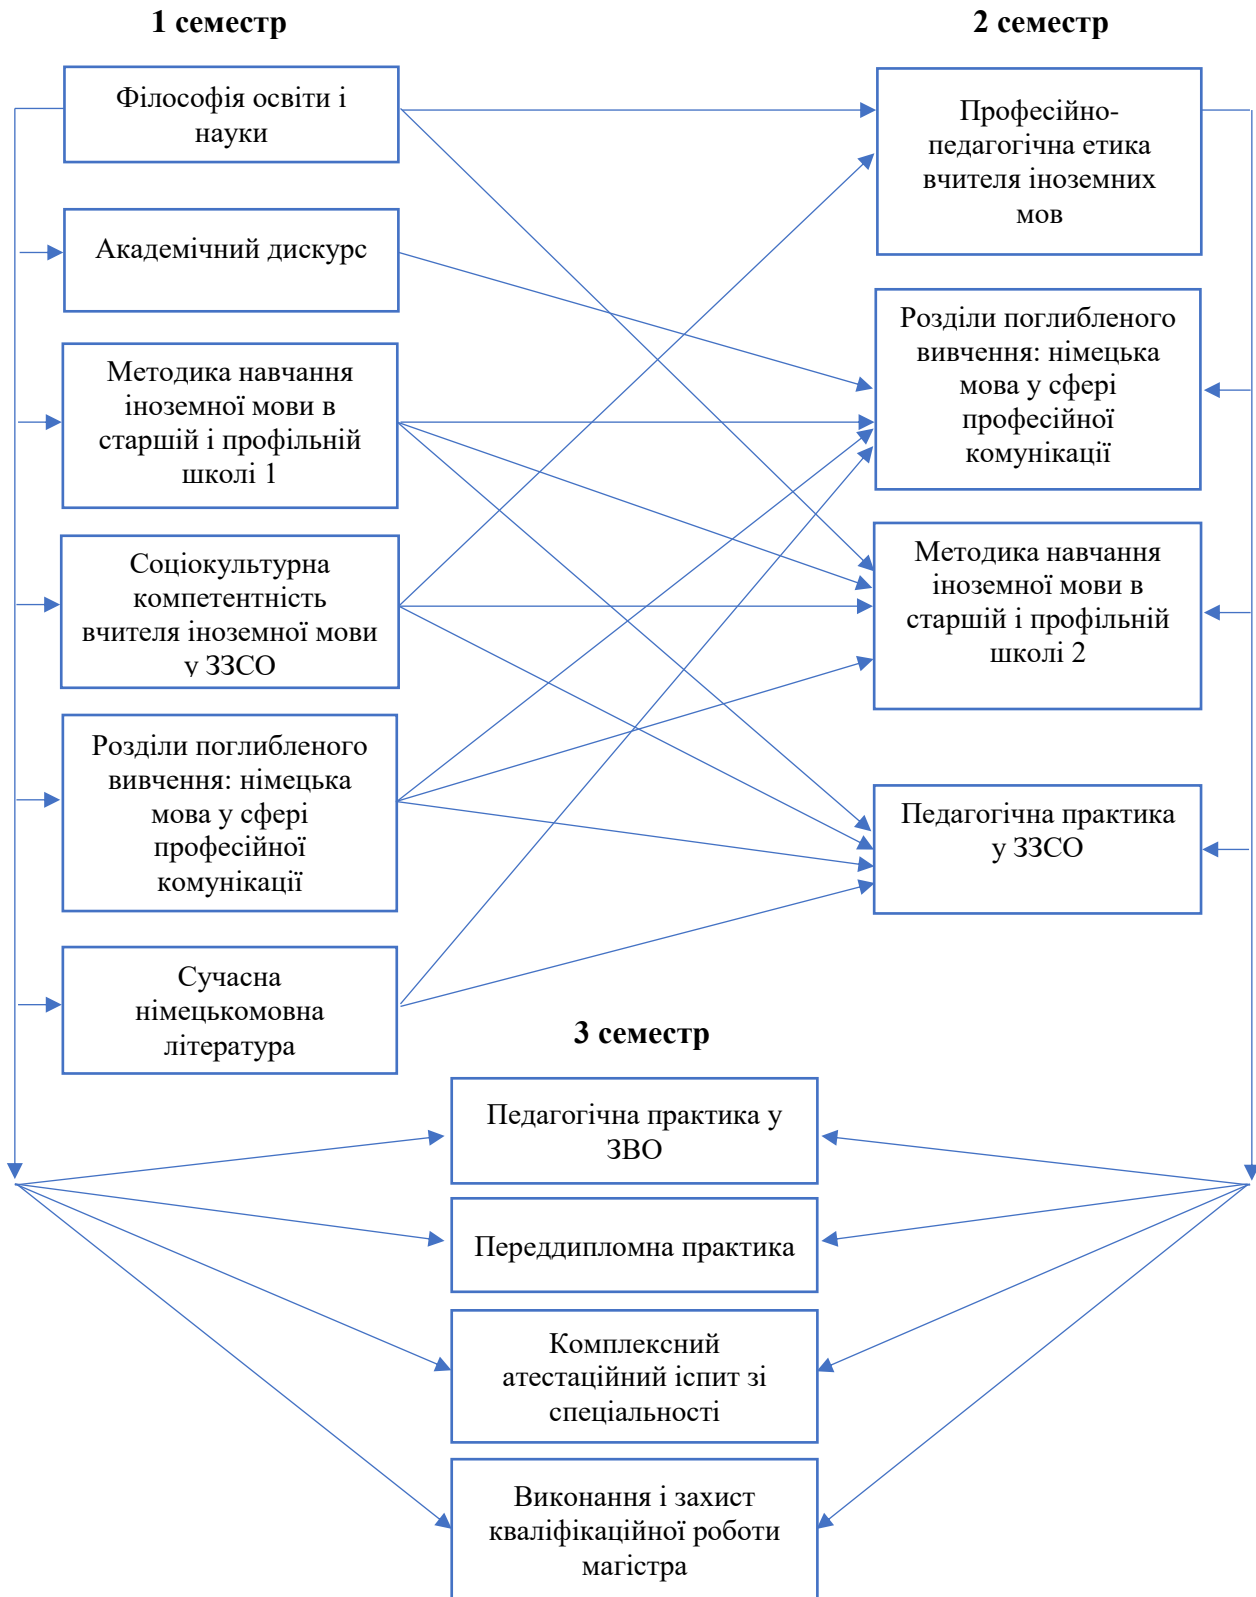 1 семестр
Філософія освіти і
науки
Академічний дискурс
Методика навчання
іноземної мови в
старшій і профільній
школі 1
Соціокультурна
компетентність
вчителя іноземної мови
у ЗЗСО
Розділи поглибленого
вивчення: німецька
мова у сфері
професійної
комунікації
Сучасна
німецькомовна
література
2 семестр
Професійно-
педагогічна етика
вчителя іноземних
мов
Розділи поглибленого
вивчення: німецька
мова у сфері
професійної
комунікації
Методика навчання
іноземної мови в
старшій і профільній
школі 2
Педагогічна практика
у ЗЗСО
3 семестр
Педагогічна практика у
ЗВО
Переддипломна практика
Комплексний
атестаційний іспит зі
спеціальності
Виконання і захист
кваліфікаційної роботи
магістра